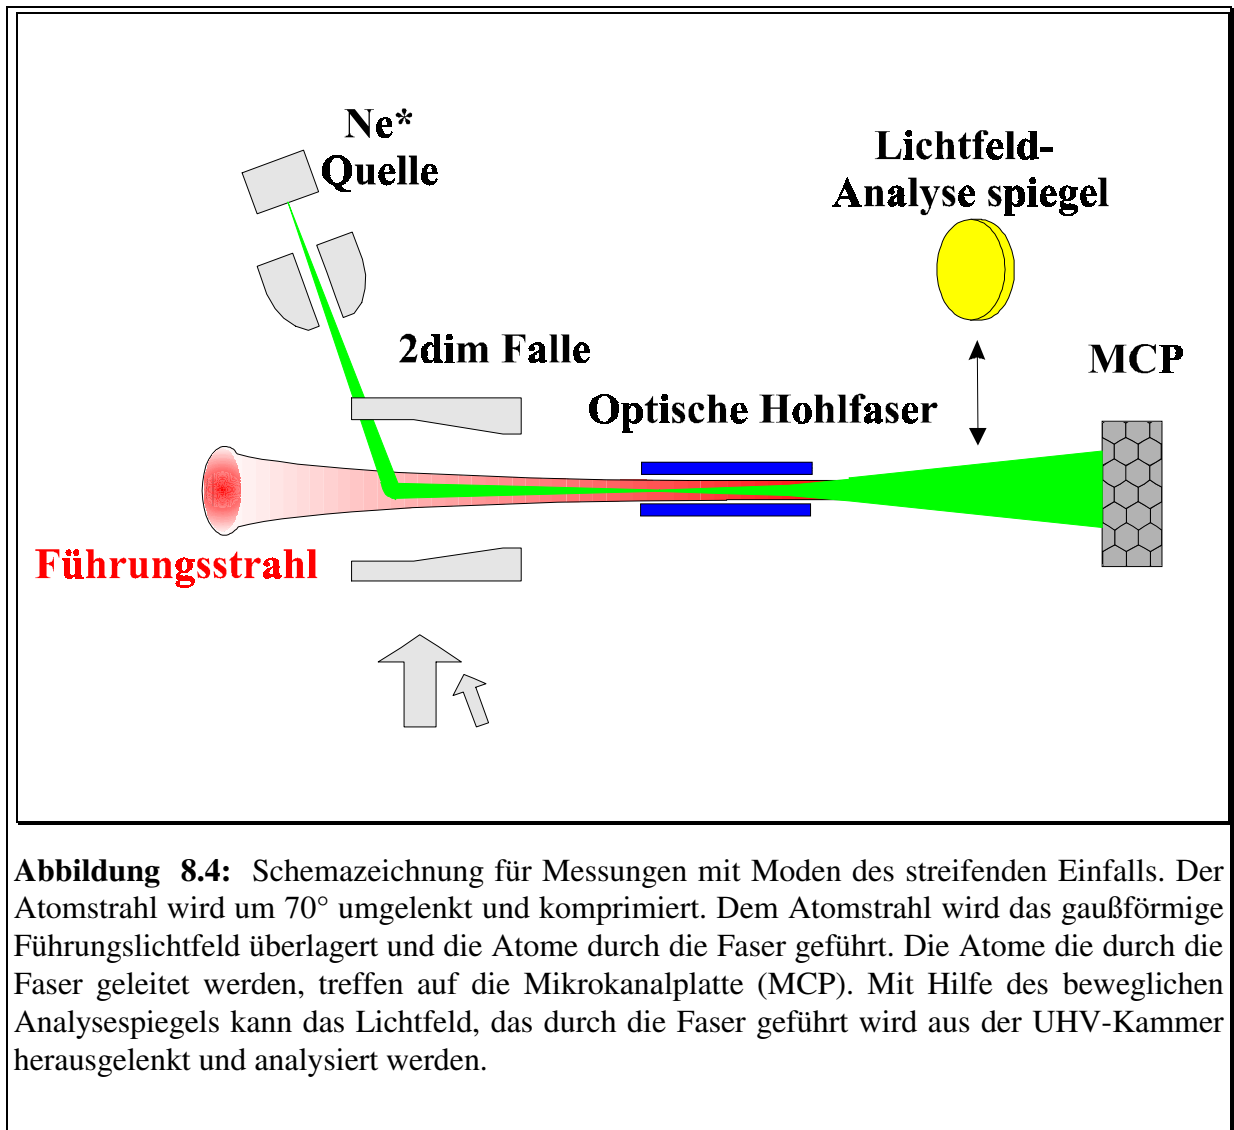 Ne*
Quelle
Lichtfeld-
Analyse spiegel
2dim Falle
MCP
Optische Hohlfaser
Führungsstrahl
Abbildung 8.4: Schemazeichnung für Messungen mit Moden des streifenden Einfalls. Der
Atomstrahl wird um 70° umgelenkt und komprimiert. Dem Atomstrahl wird das gaußförmige
Führungslichtfeld überlagert und die Atome durch die Faser geführt. Die Atome die durch die
Faser geleitet werden, treffen auf die Mikrokanalplatte (MCP). Mit Hilfe des beweglichen
Analysespiegels kann das Lichtfeld, das durch die Faser geführt wird aus der UHV-Kammer
herausgelenkt und analysiert werden.